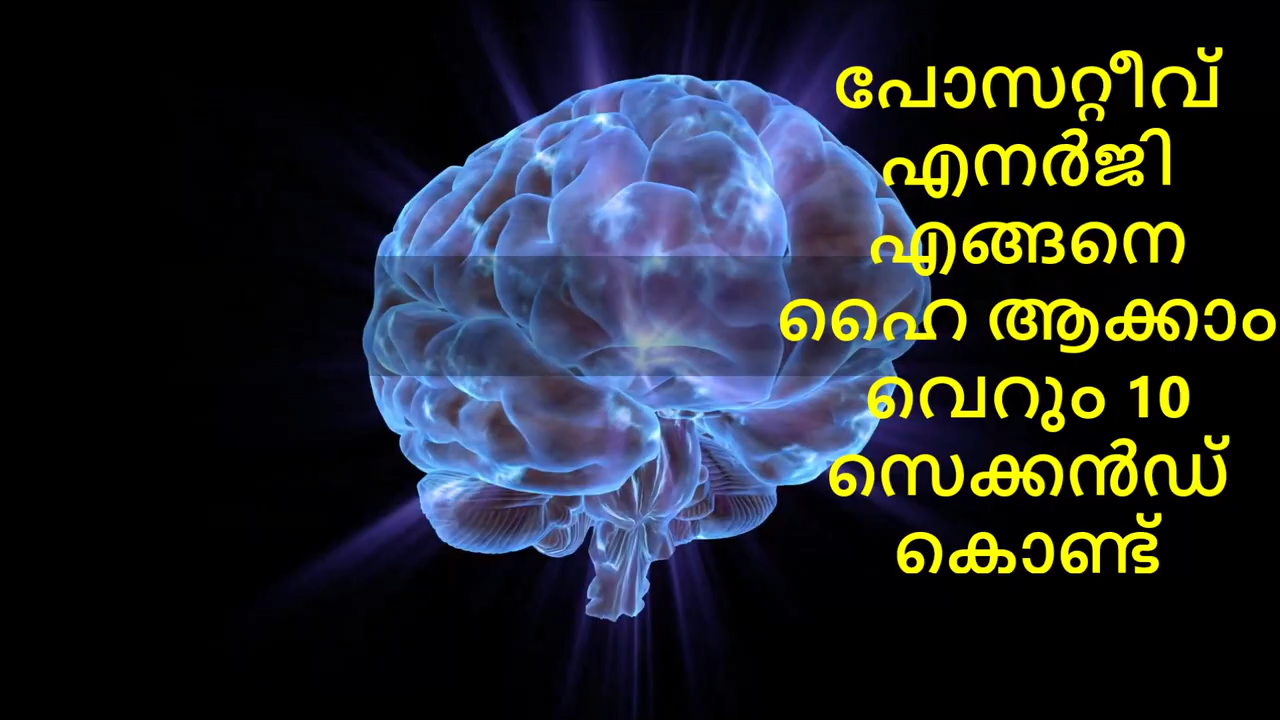 പോസറ്റീവ്
എനർജി
എങ്ങനെ
ഹൈ ആക്കാം
വെറും 10
സെക്കൻഡ്
കൊണ്ട്